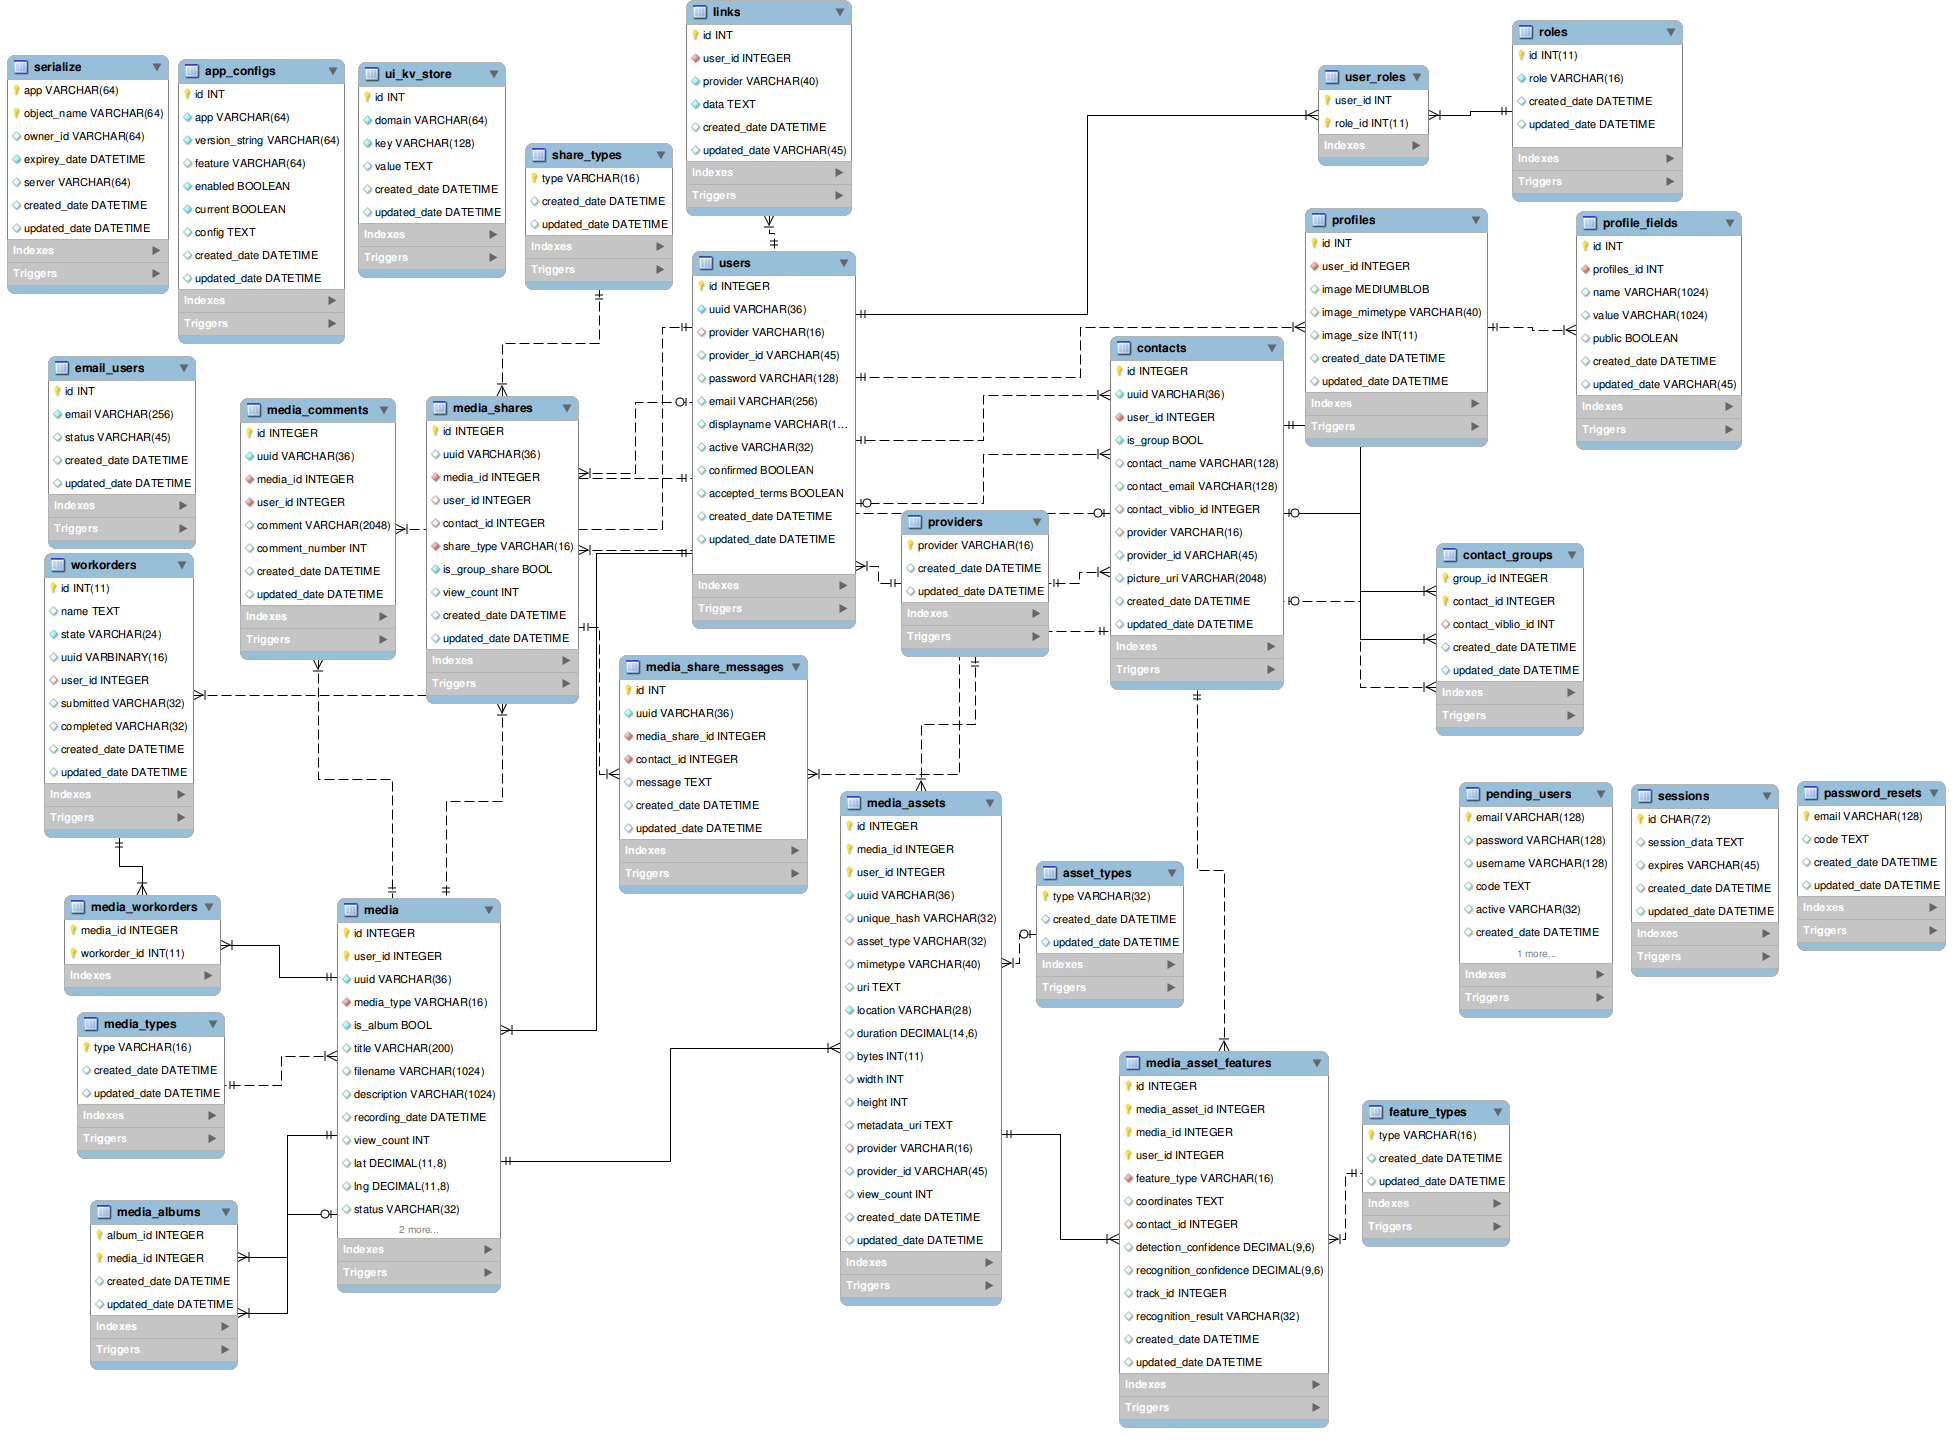 links
id INT
user_id INTEGER
provider VARCHAR(40)
data TEXT
created_date DATETIME
updated_date VARCHAR(45)
Indexes
Triggers
roles
id INT(11)
role VARCHAR(16)
created_date DATETIME
updated_date DATETIME
Indexes
Triggers
serialize
app VARCHAR(64)
object_name VARCHAR(64)
owner_id VARCHAR(64)
expirey_date DATETIME
server VARCHAR(64)
created_date DATETIME
updated_date DATETIME
Indexes
Triggers
app_configs
id INT
app VARCHAR(64)
version_string VARCHAR(64)
feature VARCHAR(64)
enabled BOOLEAN
current BOOLEAN
config TEXT
created_date DATETIME
updated_date DATETIME
Indexes
Triggers
ui_kv_store
id INT
domain VARCHAR(64)
key VARCHAR(128)
value TEXT
created_date DATETIME
updated_date DATETIME
Indexes
Triggers
user_roles
user_id INT
role_id INT(11)
Indexes
share_types
type VARCHAR(16)
created_date DATETIME
updated_date DATETIME
Indexes
Triggers
profiles
id INT
user_id INTEGER
image MEDIUMBLOB
image_mimetype VARCHAR(40)
image_size INT(11)
created_date DATETIME
updated_date DATETIME
Indexes
Triggers
profile_fields
id INT
profiles_id INT
name VARCHAR(1024)
value VARCHAR(1024)
public BOOLEAN
created_date DATETIME
updated_date VARCHAR(45)
Indexes
Triggers
users
id INTEGER
uuid VARCHAR(36)
provider VARCHAR(16)
provider_id VARCHAR(45)
password VARCHAR(128)
email VARCHAR(256)
displayname VARCHAR(1...
active VARCHAR(32)
confirmed BOOLEAN
accepted_terms BOOLEAN
created_date DATETIME
updated_date DATETIME
Indexes
Triggers
contacts
id INTEGER
uuid VARCHAR(36)
user_id INTEGER
is_group BOOL
contact_name VARCHAR(128)
contact_email VARCHAR(128)
contact_viblio_id INTEGER
provider VARCHAR(16)
provider_id VARCHAR(45)
picture_uri VARCHAR(2048)
created_date DATETIME
updated_date DATETIME
Indexes
Triggers
email_users
id INT
email VARCHAR(256)
status VARCHAR(45)
created_date DATETIME
updated_date DATETIME
Indexes
Triggers
media_comments
id INTEGER
uuid VARCHAR(36)
media_id INTEGER
user_id INTEGER
comment VARCHAR(2048)
comment_number INT
created_date DATETIME
updated_date DATETIME
Indexes
Triggers
media_shares
id INTEGER
uuid VARCHAR(36)
media_id INTEGER
user_id INTEGER
contact_id INTEGER
share_type VARCHAR(16)
is_group_share BOOL
view_count INT
created_date DATETIME
updated_date DATETIME
Indexes
Triggers
providers
provider VARCHAR(16)
created_date DATETIME
updated_date DATETIME
Indexes
Triggers
contact_groups
group_id INTEGER
contact_id INTEGER
contact_viblio_id INT
created_date DATETIME
updated_date DATETIME
Indexes
Triggers
workorders
id INT(11)
name TEXT
state VARCHAR(24)
uuid VARBINARY(16)
user_id INTEGER
submitted VARCHAR(32)
completed VARCHAR(32)
created_date DATETIME
updated_date DATETIME
Indexes
Triggers
media_share_messages
id INT
uuid VARCHAR(36)
media_share_id INTEGER
contact_id INTEGER
message TEXT
created_date DATETIME
updated_date DATETIME
Indexes
Triggers
media_assets
id INTEGER
media_id INTEGER
user_id INTEGER
uuid VARCHAR(36)
unique_hash VARCHAR(32)
asset_type VARCHAR(32)
mimetype VARCHAR(40)
uri TEXT
location VARCHAR(28)
duration DECIMAL(14,6)
bytes INT(11)
width INT
height INT
metadata_uri TEXT
provider VARCHAR(16)
provider_id VARCHAR(45)
view_count INT
created_date DATETIME
updated_date DATETIME
Indexes
Triggers
pending_users
email VARCHAR(128)
password VARCHAR(128)
username VARCHAR(128)
code TEXT
active VARCHAR(32)
created_date DATETIME
1 more...
Indexes
Triggers
sessions
id CHAR(72)
session_data TEXT
expires VARCHAR(45)
created_date DATETIME
updated_date DATETIME
Indexes
Triggers
password_resets
email VARCHAR(128)
code TEXT
created_date DATETIME
updated_date DATETIME
Indexes
Triggers
asset_types
type VARCHAR(32)
created_date DATETIME
updated_date DATETIME
Indexes
Triggers
media_workorders
media_id INTEGER
workorder_id INT(11)
Indexes
media
id INTEGER
user_id INTEGER
uuid VARCHAR(36)
media_type VARCHAR(16)
is_album BOOL
title VARCHAR(200)
filename VARCHAR(1024)
description VARCHAR(1024)
recording_date DATETIME
view_count INT
lat DECIMAL(11,8)
lng DECIMAL(11,8)
status VARCHAR(32)
2 more...
Indexes
Triggers
media_types
type VARCHAR(16)
created_date DATETIME
updated_date DATETIME
Indexes
Triggers
media_asset_features
id INTEGER
media_asset_id INTEGER
media_id INTEGER
user_id INTEGER
feature_type VARCHAR(16)
coordinates TEXT
contact_id INTEGER
detection_confidence DECIMAL(9,6)
recognition_confidence DECIMAL(9,6)
track_id INTEGER
recognition_result VARCHAR(32)
created_date DATETIME
updated_date DATETIME
Indexes
Triggers
feature_types
type VARCHAR(16)
created_date DATETIME
updated_date DATETIME
Indexes
Triggers
media_albums
album_id INTEGER
media_id INTEGER
created_date DATETIME
updated_date DATETIME
Indexes
Triggers